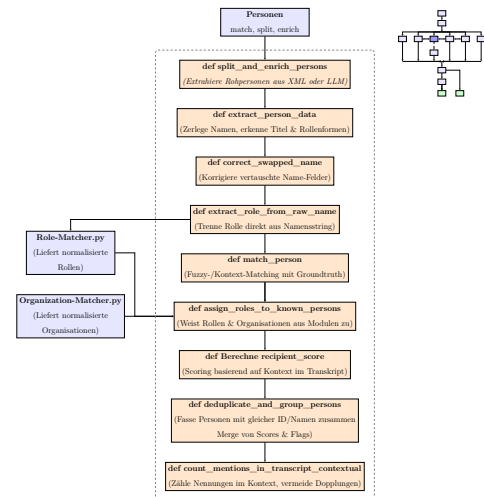 Personen
match, split, enrich
def split_and_enrich_persons
(Extrahiere Rohpersonen aus XML oder LLM)
def extract_person_data
(Zerlege Namen, erkenne Titel & Rollenformen)
def correct_swapped_name
(Korrigiere vertauschte Name-Felder)
def extract_role_from_raw_name
(Trenne Rolle direkt aus Namensstring)
Role-Matcher.py
(Liefert normalisierte
Rollen)
def match_person
(Fuzzy-/Kontext-Matching mit Groundtruth)
Organization-Matcher.py
(Liefert normalisierte
Organisationen)
def assign_roles_to_known_persons
(Weist Rollen & Organisationen aus Modulen zu)
def Berechne recipient_score
(Scoring basierend auf Kontext im Transkript)
def deduplicate_and_group_persons
(Fasse Personen mit gleicher ID/Namen zusammen
Merge von Scores & Flags)
def count_mentions_in_transcript_contextual
(Zähle Nennungen im Kontext, vermeide Dopplungen)